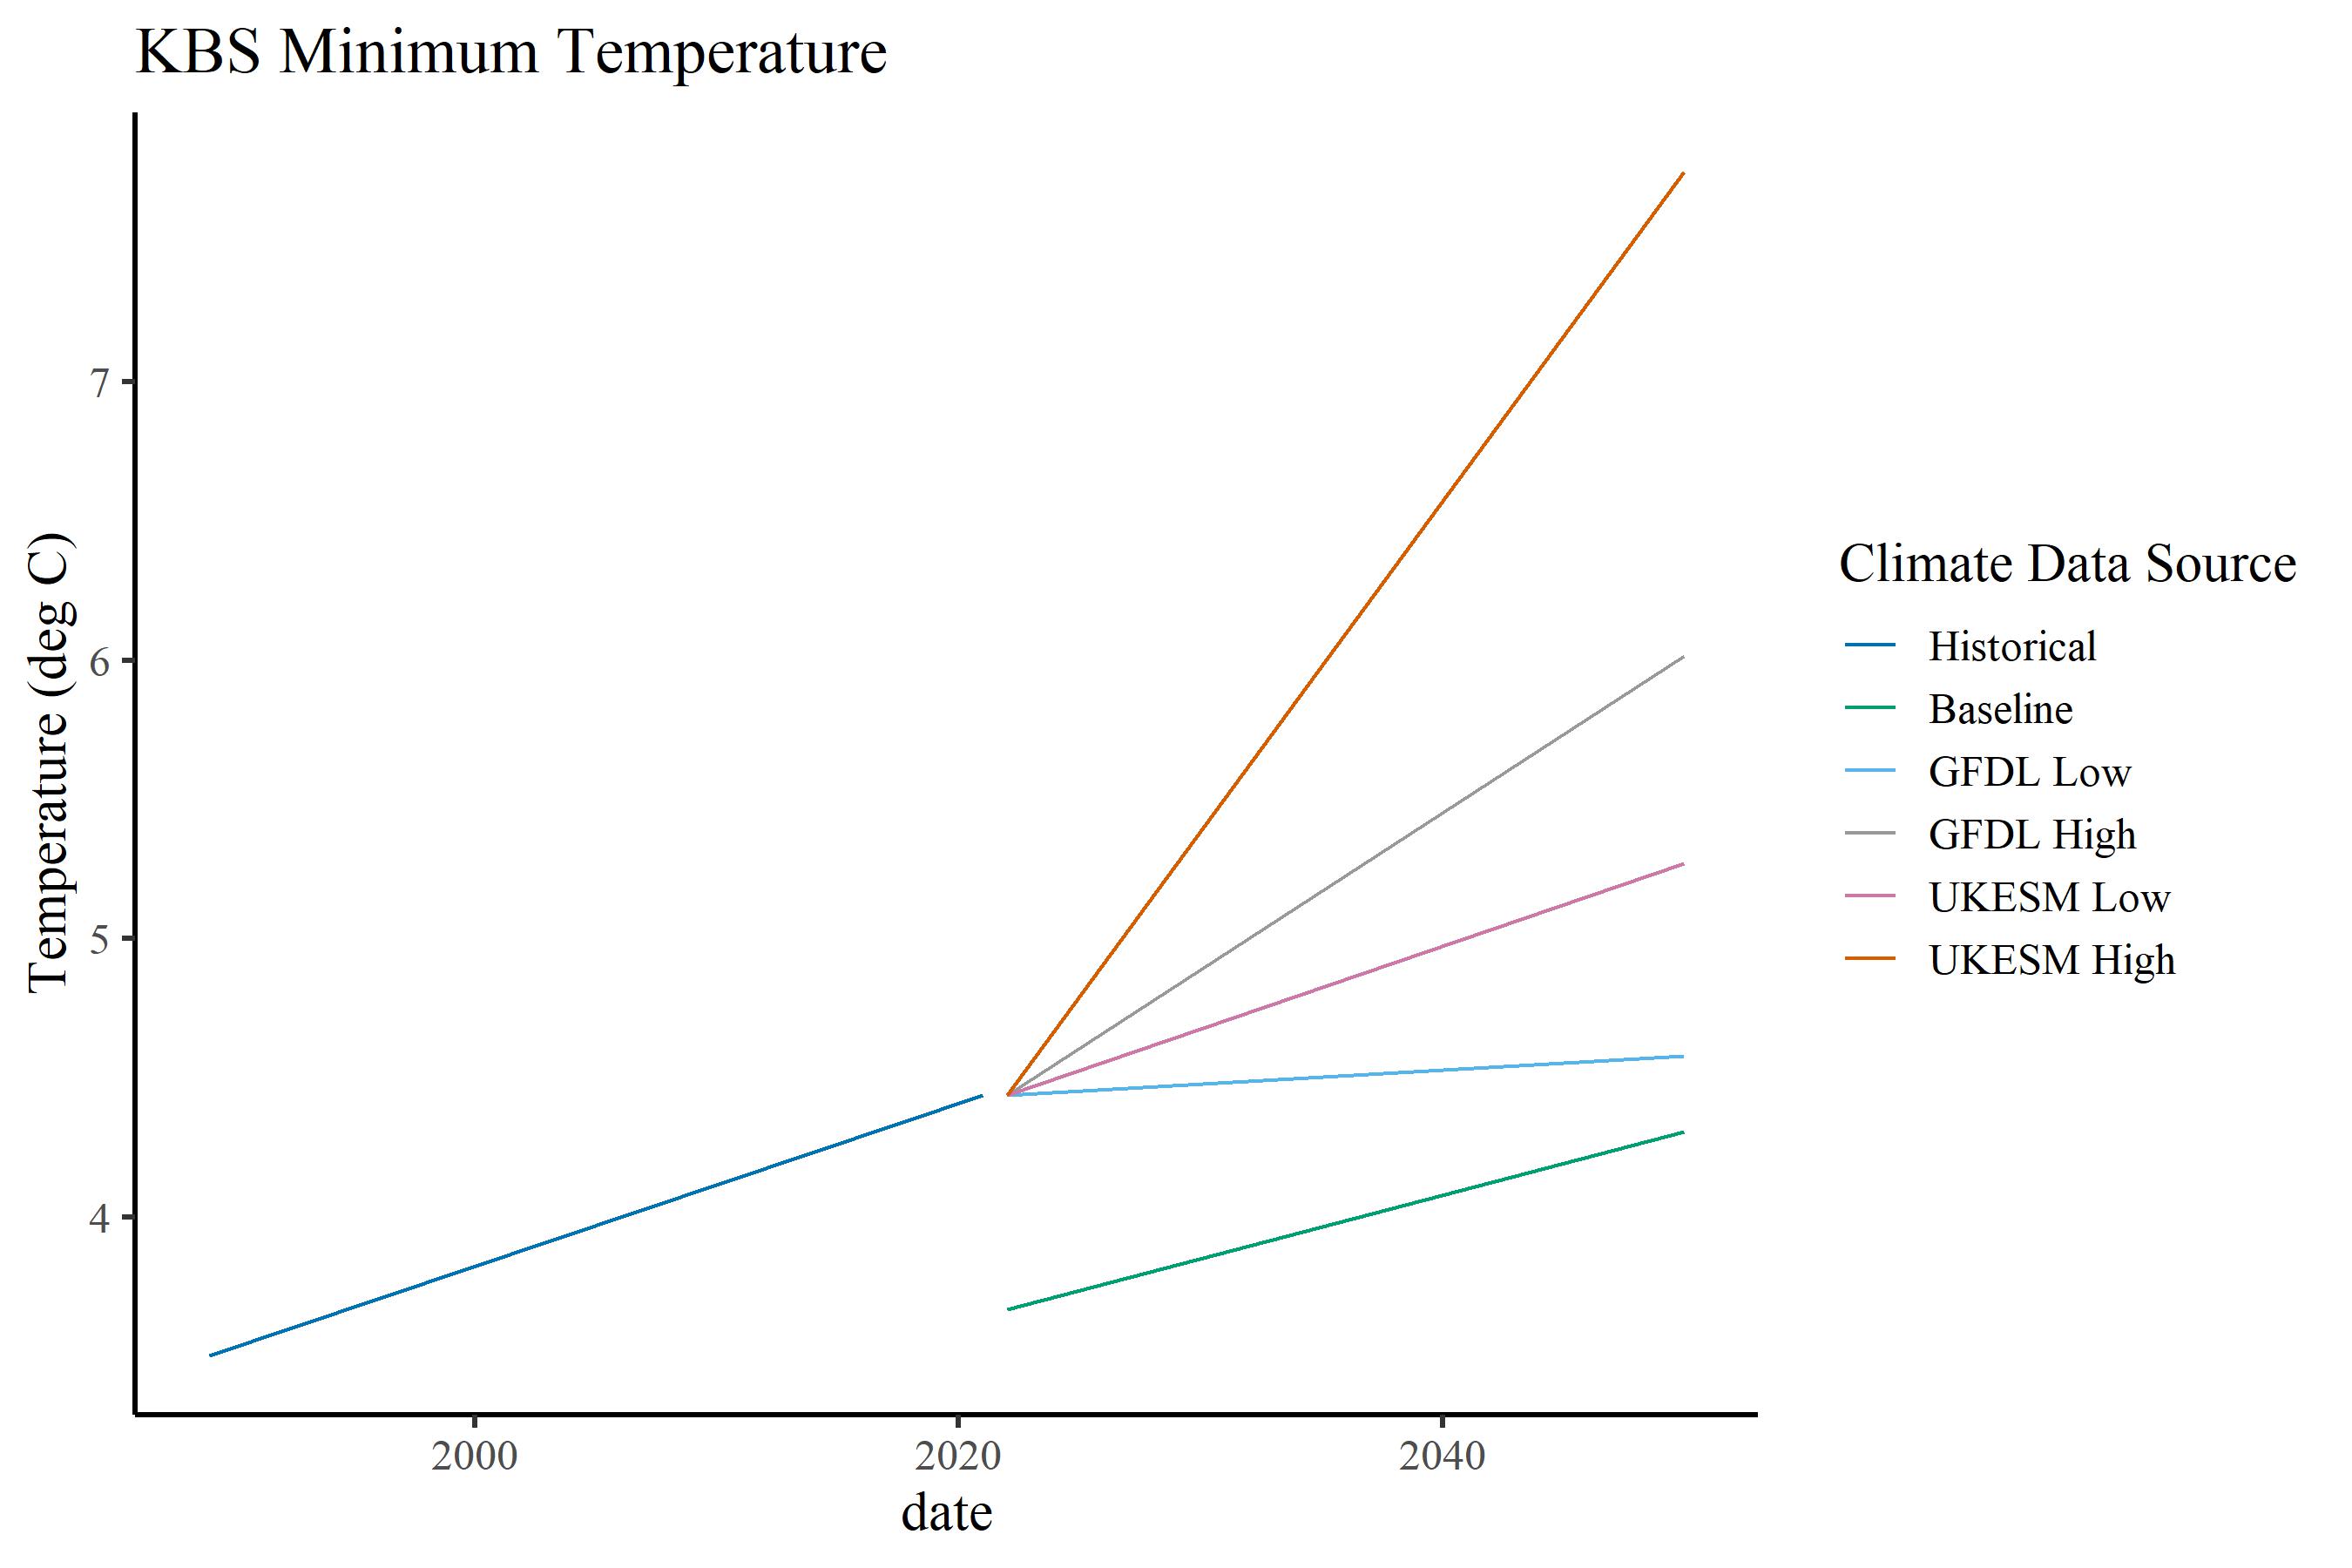 KBS Minimum Temperature
Temperature (deg C)
7
6
5
4
2000 2020 2040
date
Climate Data Source
Historical
Baseline
GFDL Low
GFDL High
UKESM Low
UKESM High